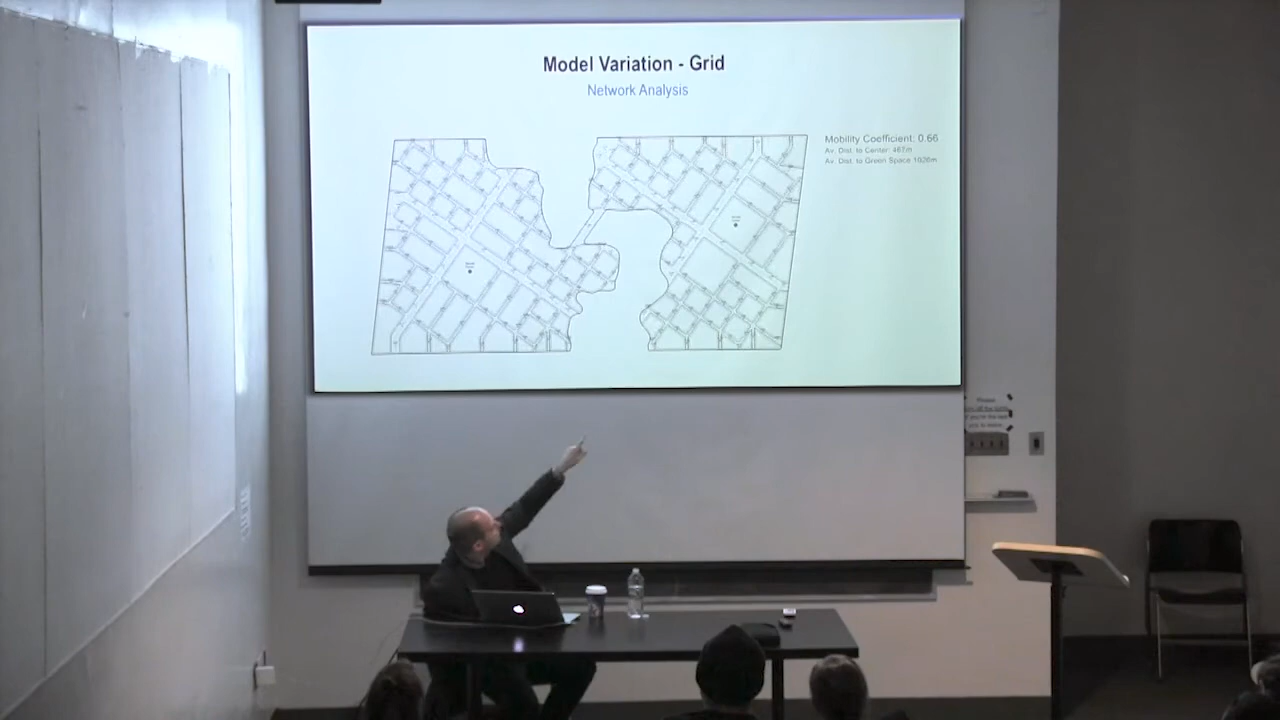 Model Variation - Grid
Network Analysis
Mobility Coefficient: 0.66
Av. Dist. to Center: 467m
Av. Dist to Green Space 1026m
Please